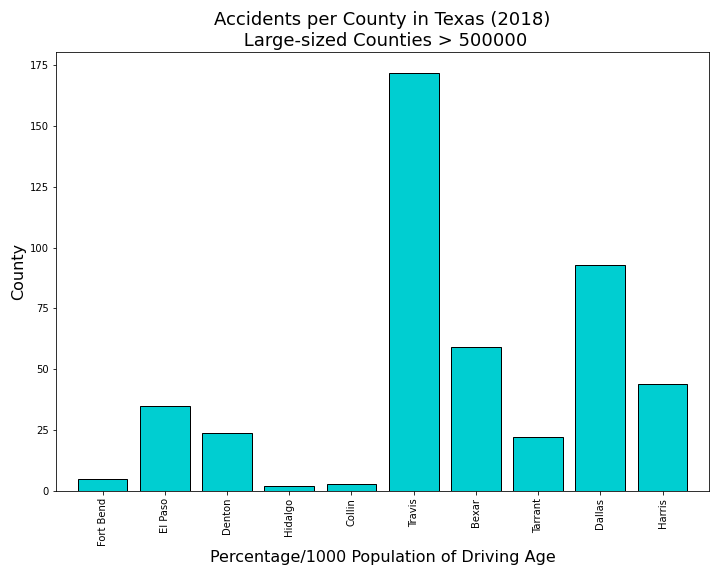 Accidents per County in Texas (2018)
Large-sized Counties > 500000
County
175
150
125
100
75
50
25
0
Fort Bend
El Paso
Denton
Hidalgo
Collin
Travis
Bexar
Tarrant
Dallas
Harris
Percentage/1000 Population of Driving Age